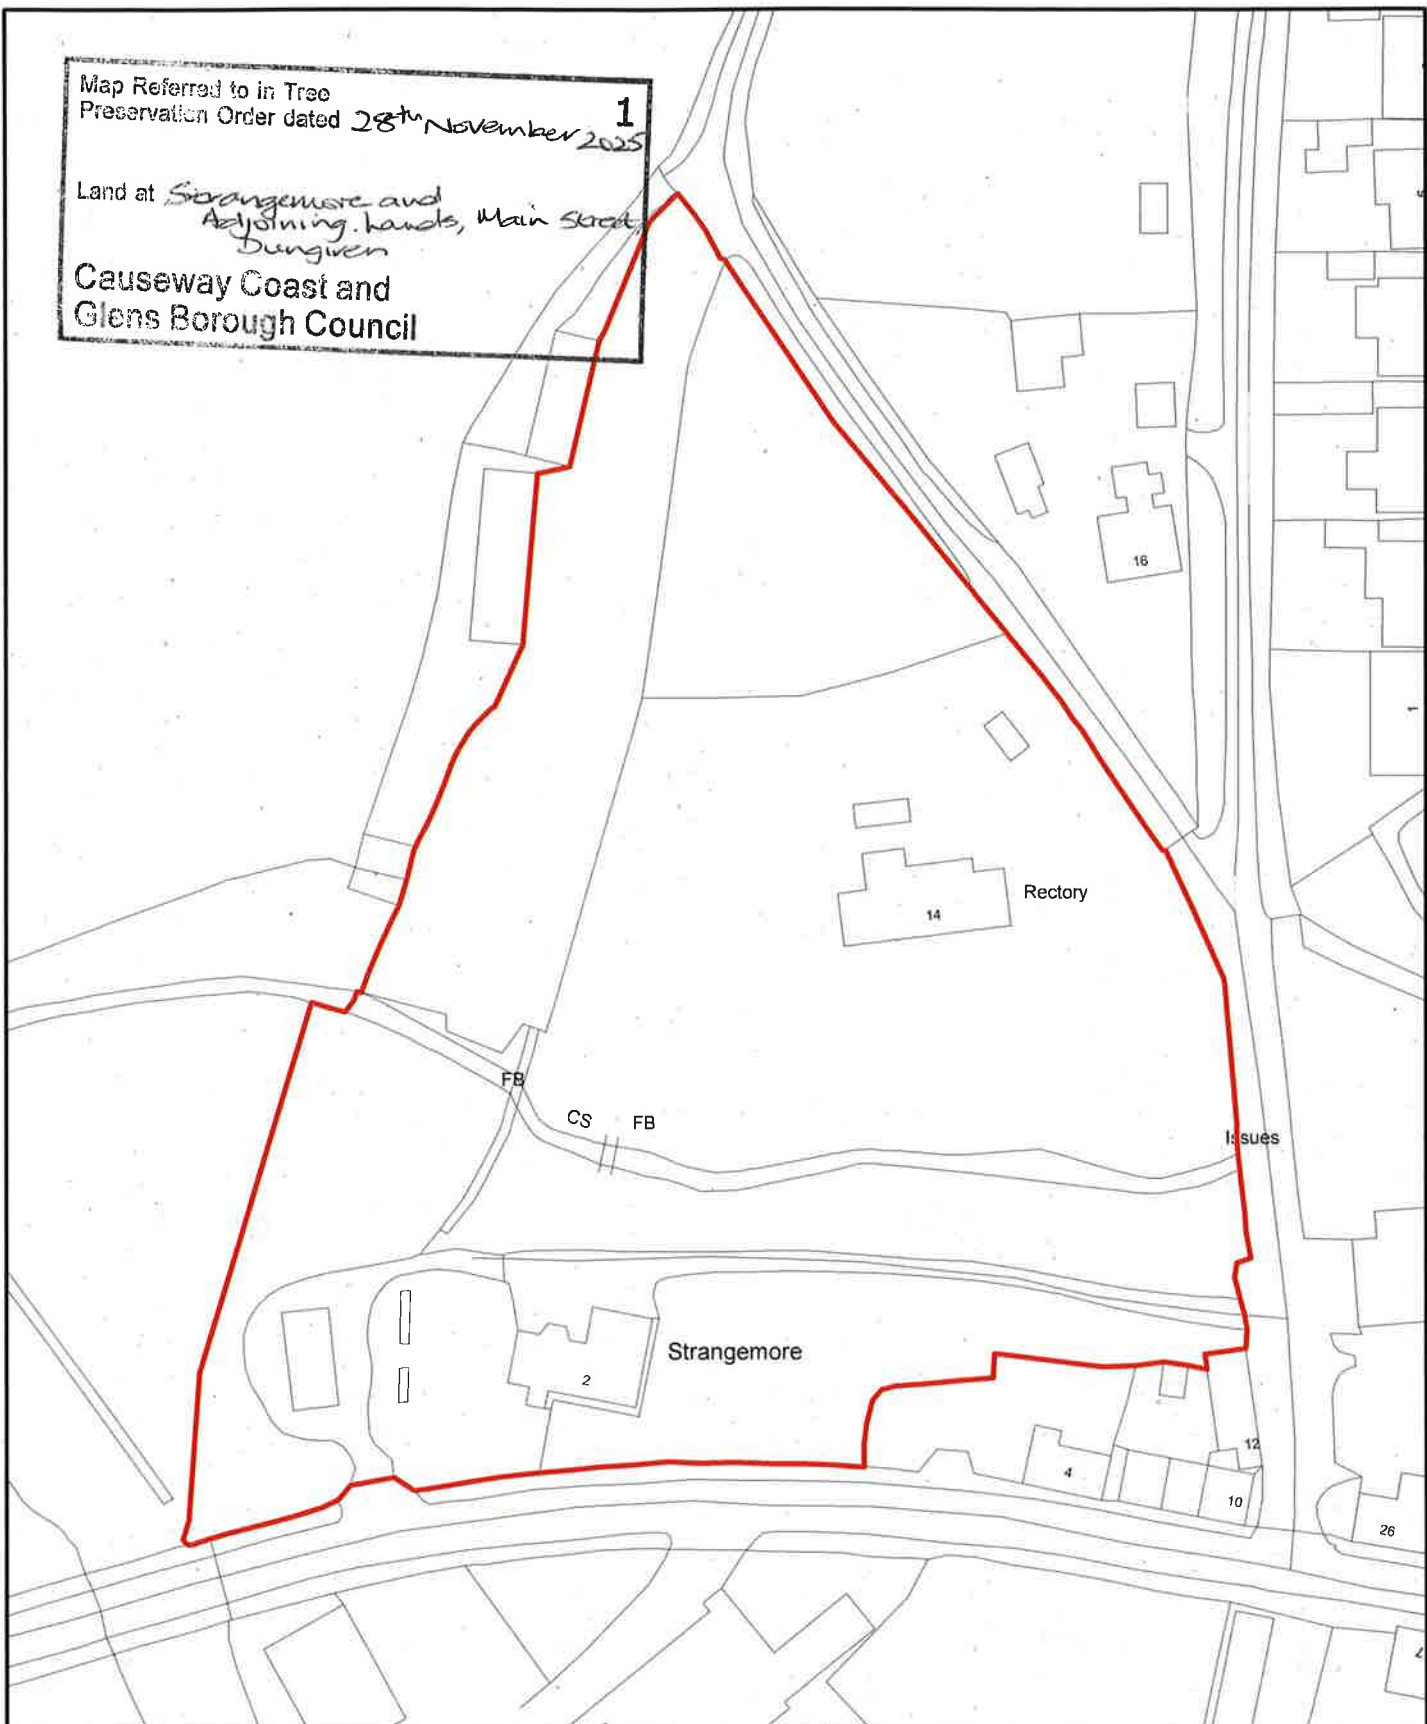 Map Referred to in Tree
Preservation Order dated 28th November 2025
1
Land at Strangemore and
Adjoining Lands, Main Street,
Dungiven
Causeway Coast and
Glens Borough Council
16
1
14
Rectory
FB
CS
FB
Issues
Strangemore
2
4
12
10
26